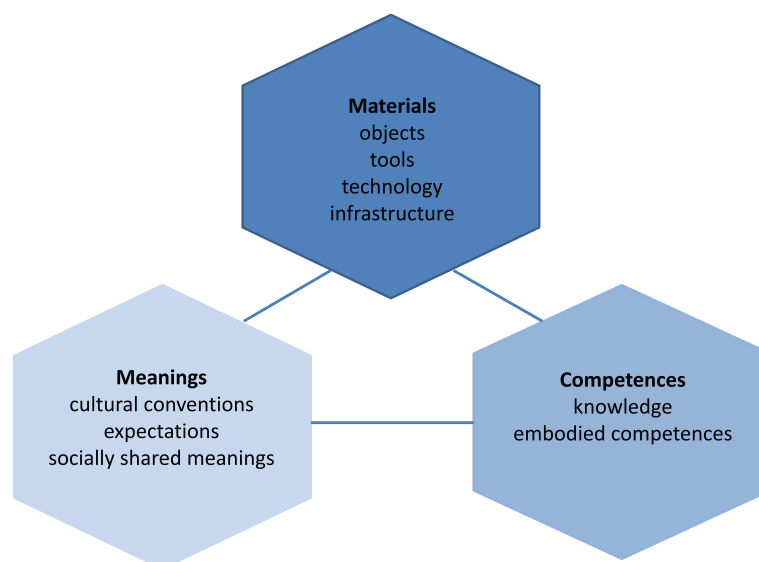 Materials
objects
tools
technology
infrastructure
Meanings
cultural conventions
expectations
socially shared meanings
Competences
knowledge
embodied competences